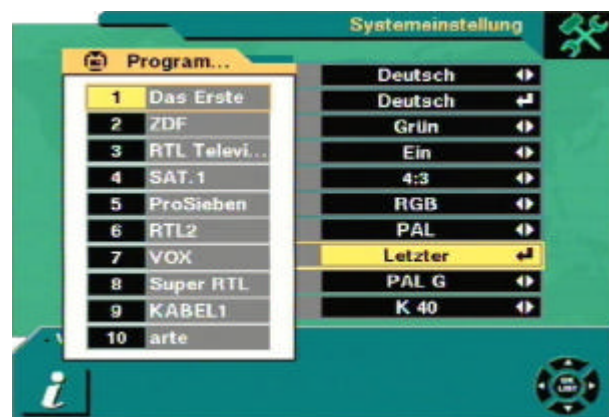 Systemeinstellung
Program...
1 Das Erste
2 ZDF
3 RTL Televi...
4 SAT.1
5 ProSieben
6 RTL2
7 VOX
8 Super RTL
9 KABEL1
10 arte
Deutsch
Deutsch
Grün
Ein
4:3
RGB
PAL
Letzter
PAL G
K 40
i